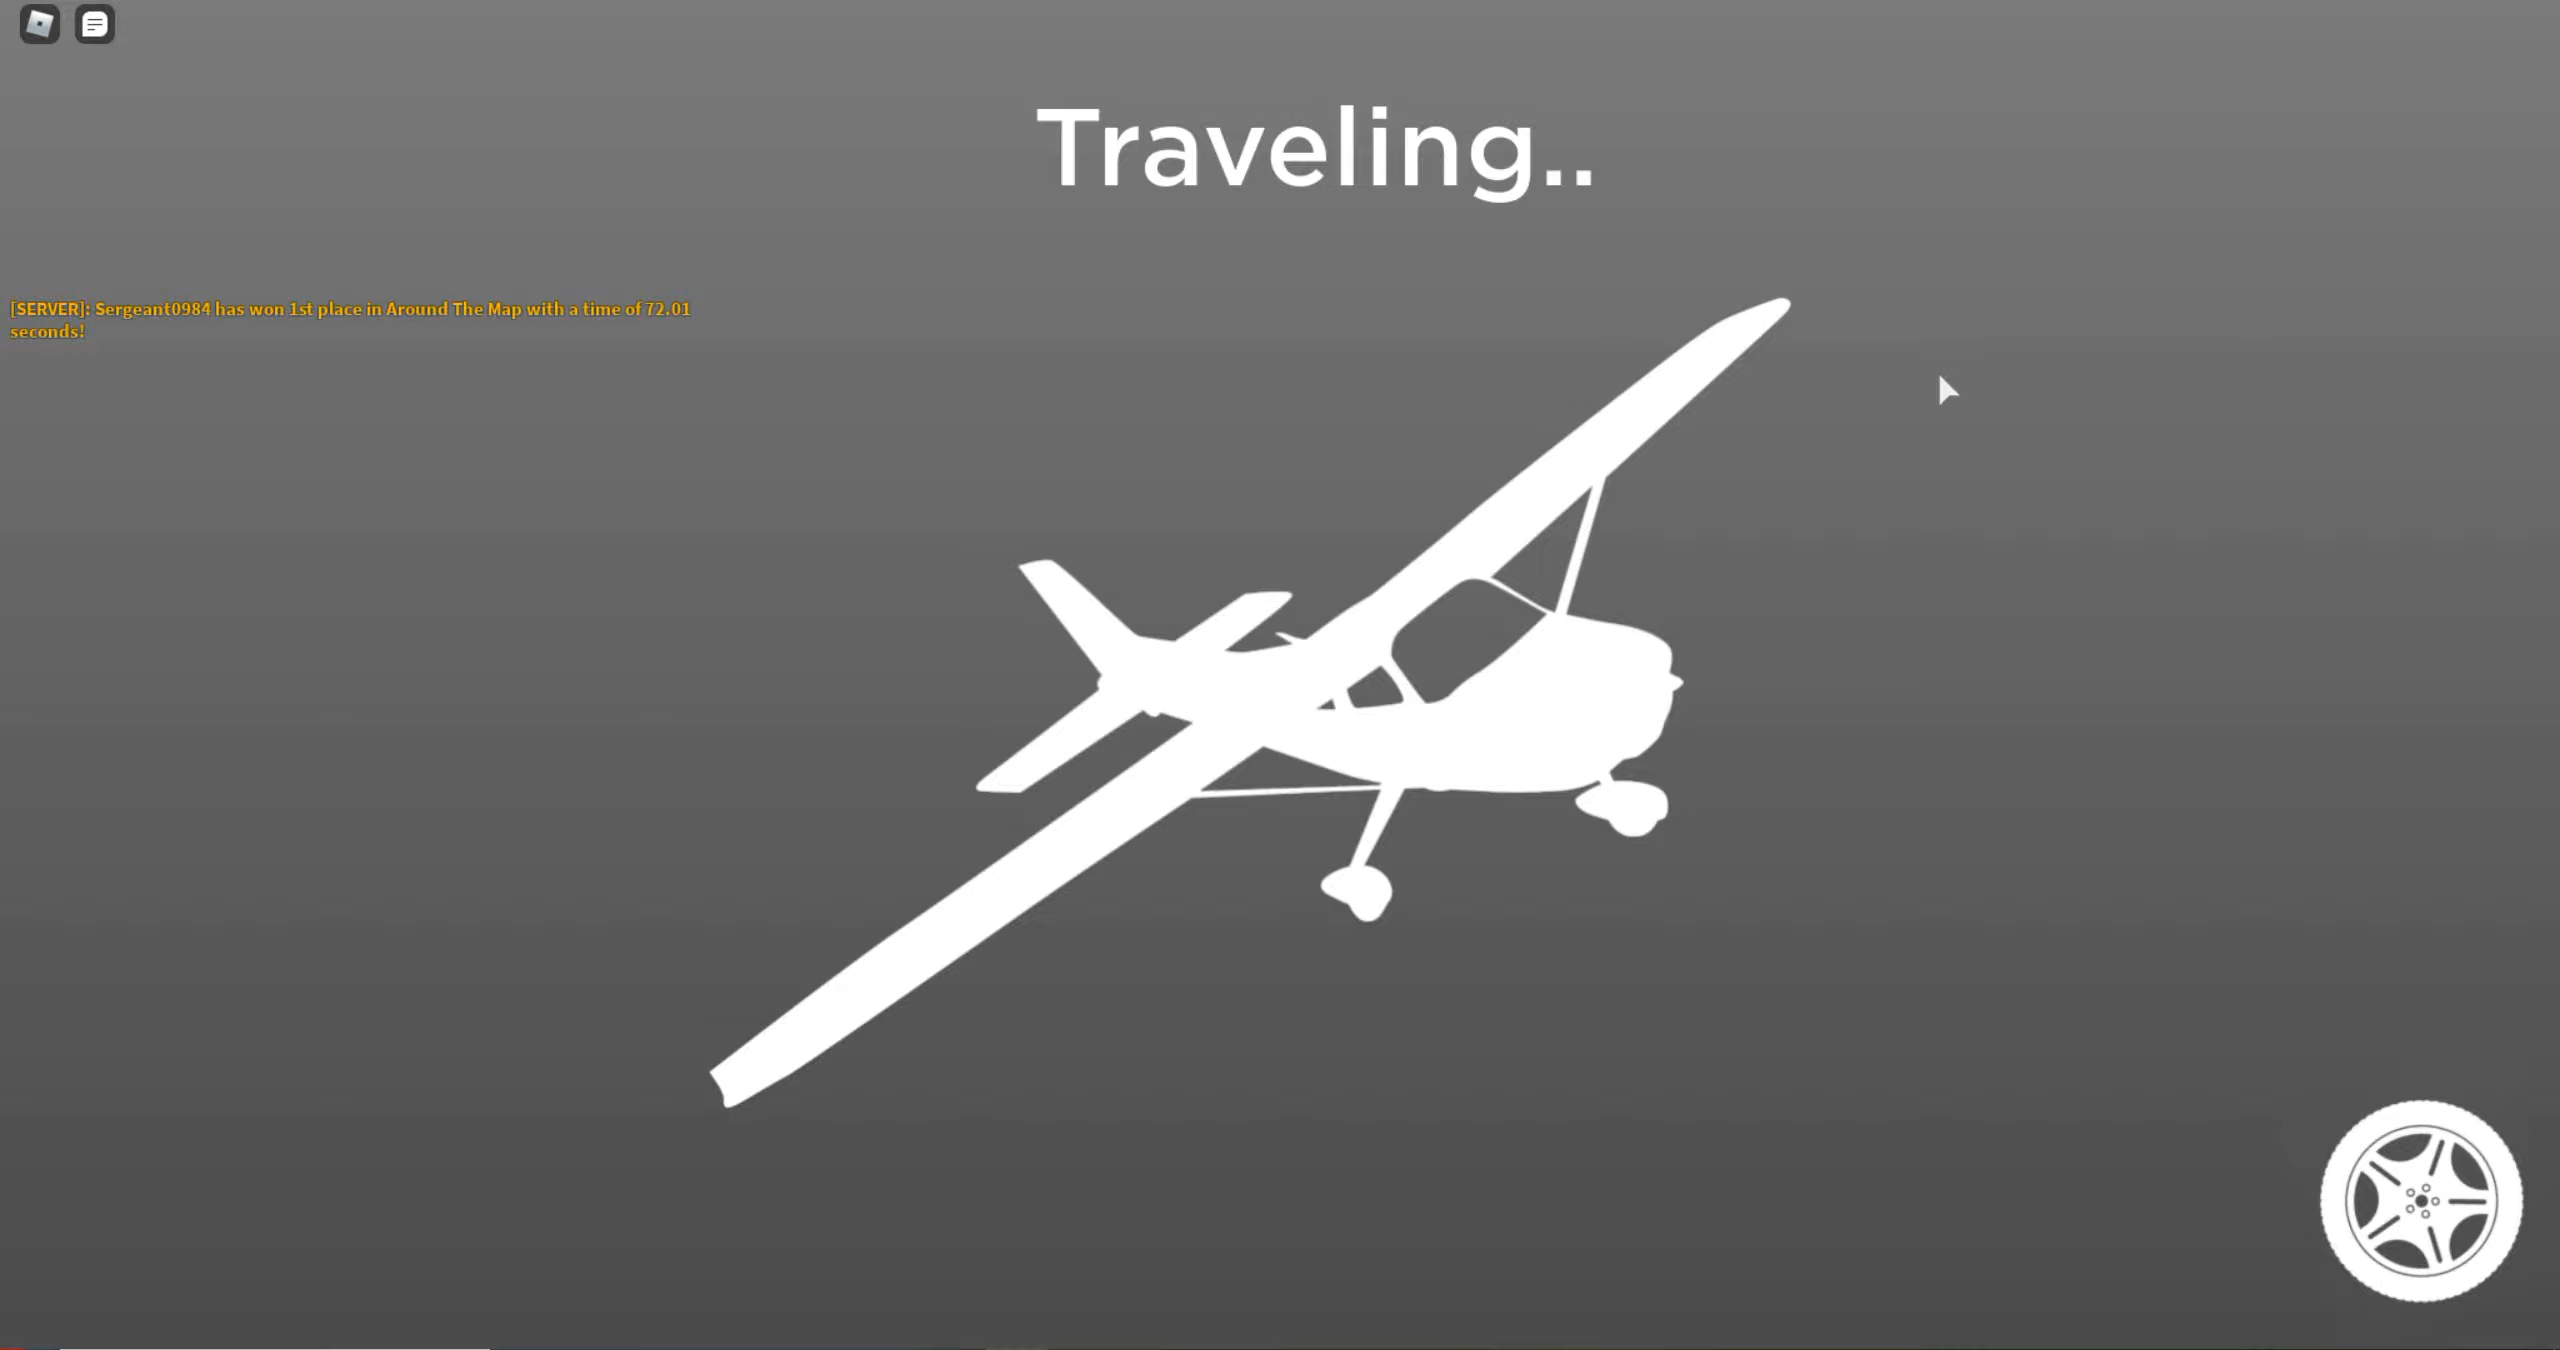 Traveling..
[SERVER]: Sergeant0984 has won 1st place in Around The Map with a time of 72.01
seconds!